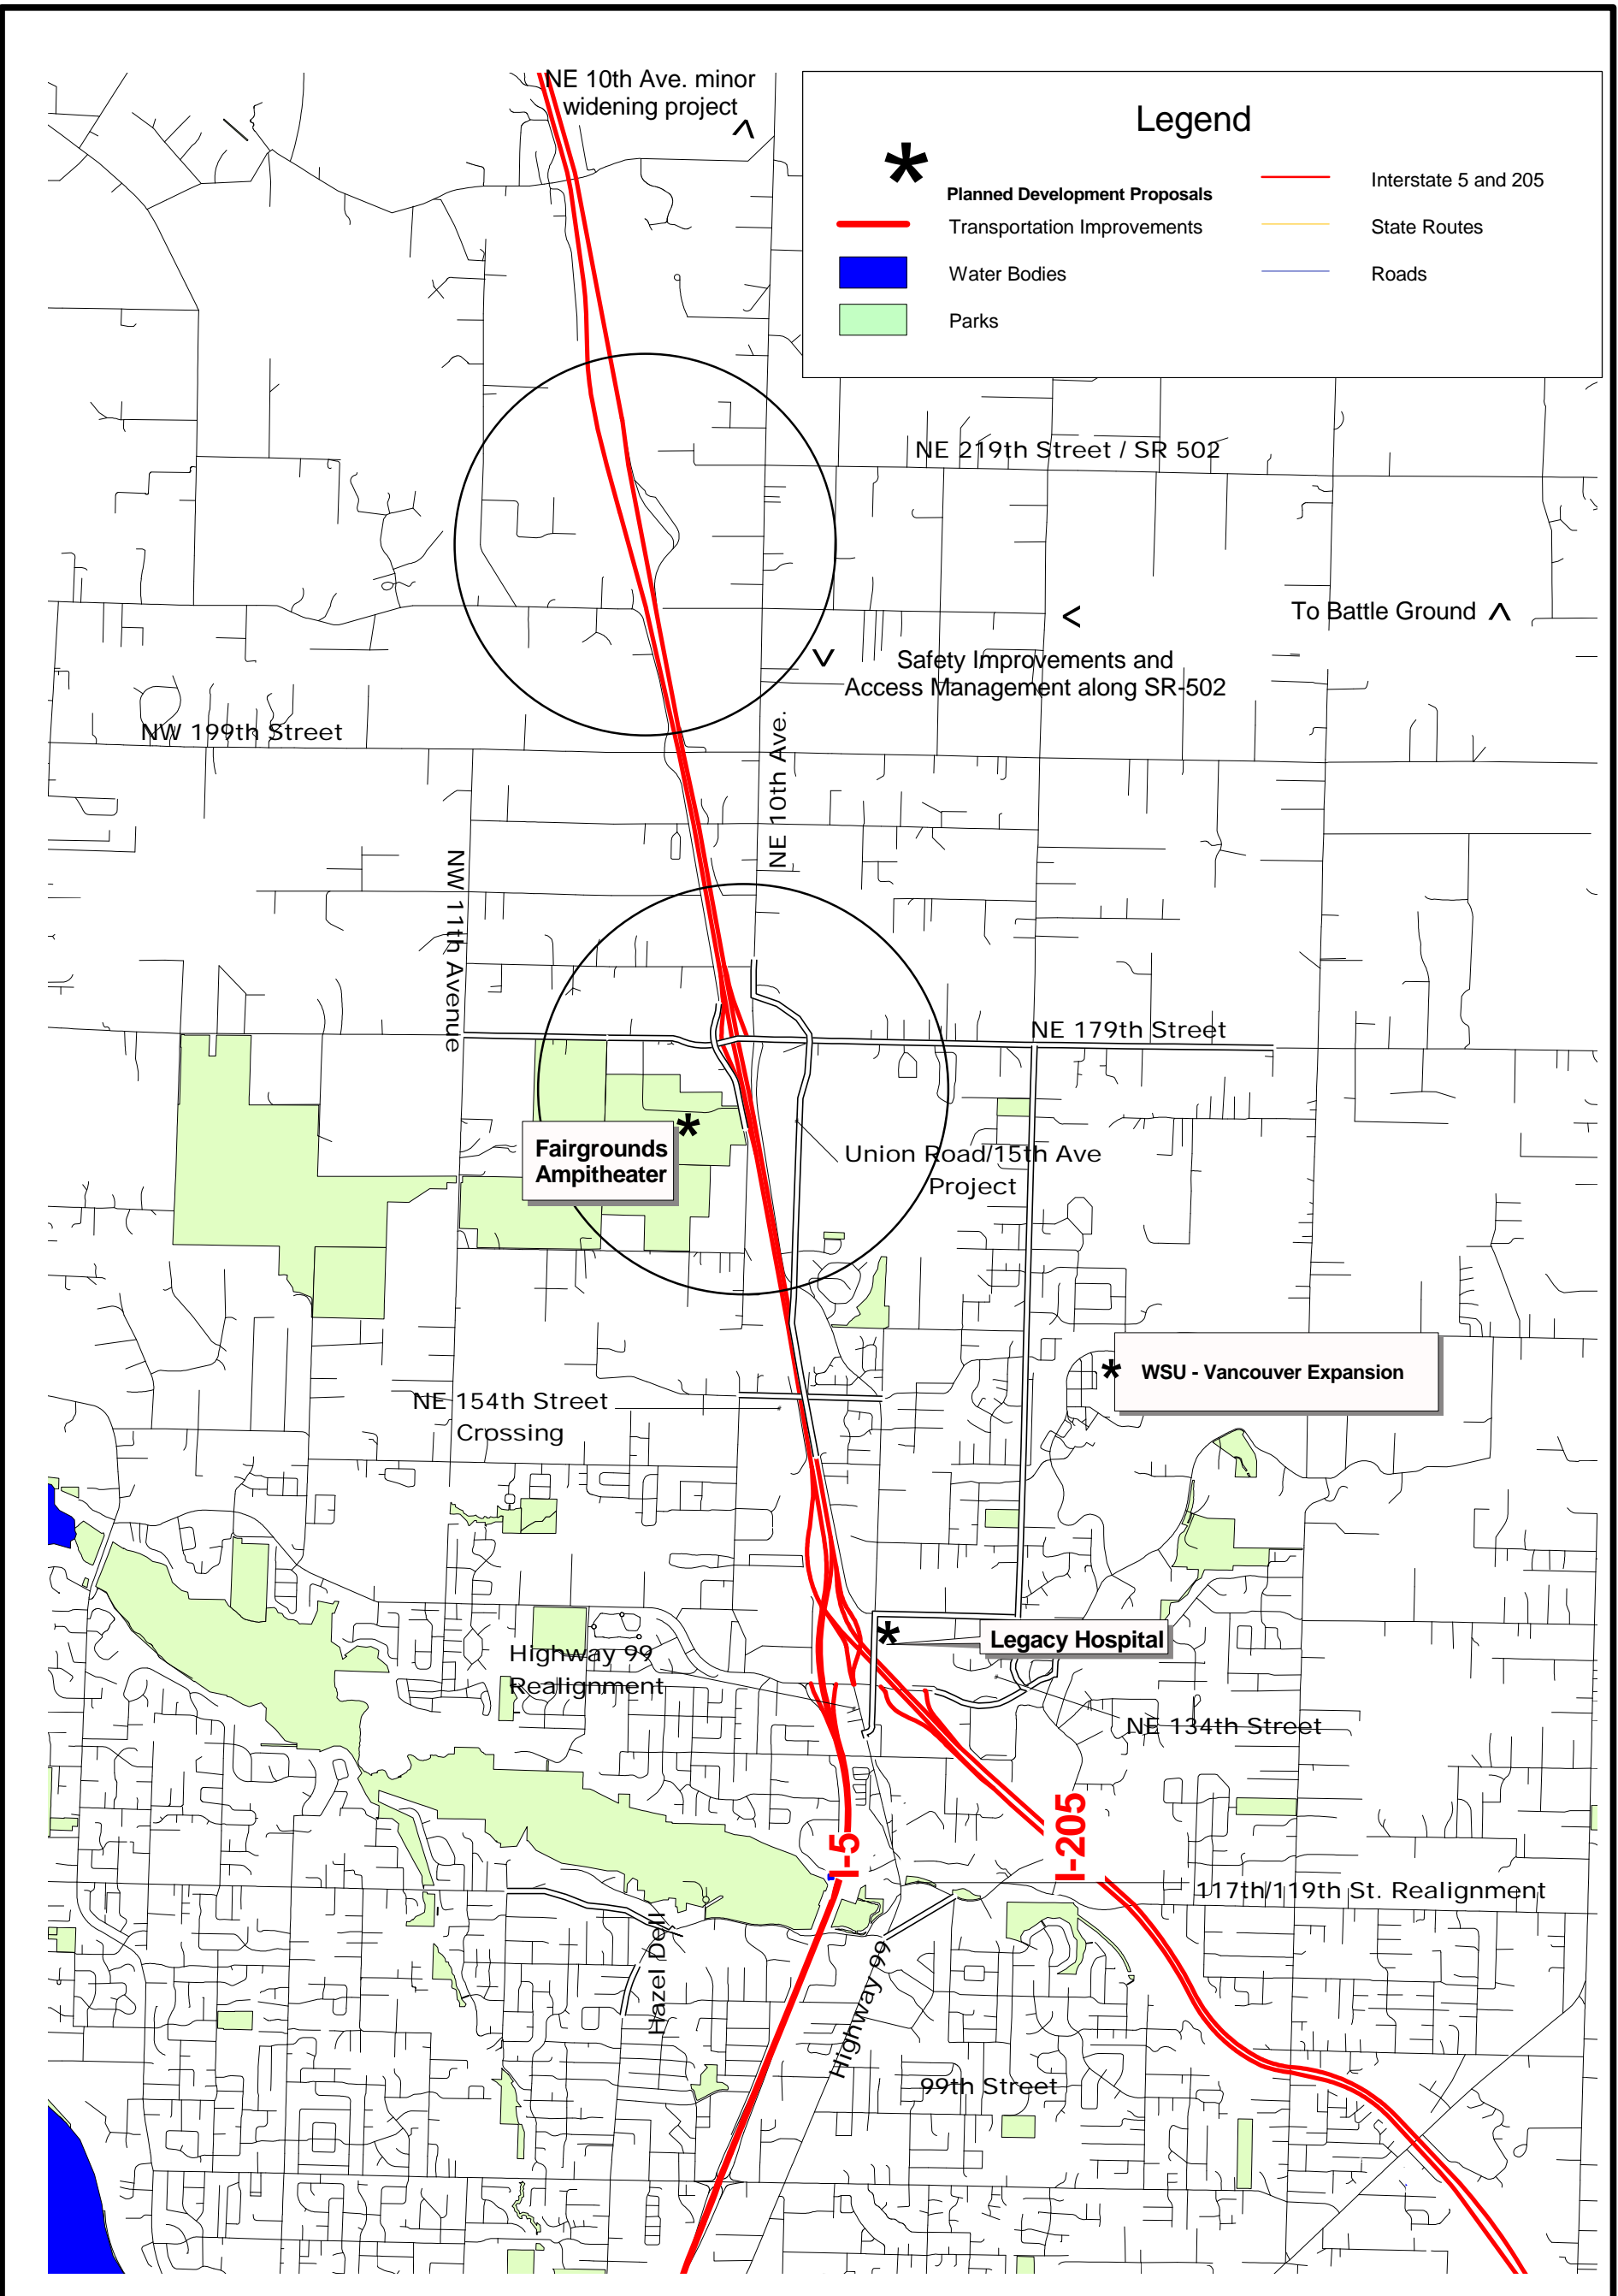 NE 10th Ave. minor
widening project
^
Legend
*
Planned Development Proposals
Interstate 5 and 205
Transportation Improvements
State Routes
Water Bodies
Roads
Parks
NE 219th Street / SR 502
<
To Battle Ground ^
v
Safety Improvements and
Access Management along SR-502
NW 199th Street
NE 10th Ave.
NW 11th Avenue
NE 179th Street
*
Fairgrounds
Ampitheater
Union Road/15th Ave
Project
*
WSU - Vancouver Expansion
NE 154th Street
Crossing
*
Legacy Hospital
Highway 99
Realignment
NE 134th Street
I-5
I-205
117th/119th St. Realignment
Hazel Dell
Highway 99
99th Street